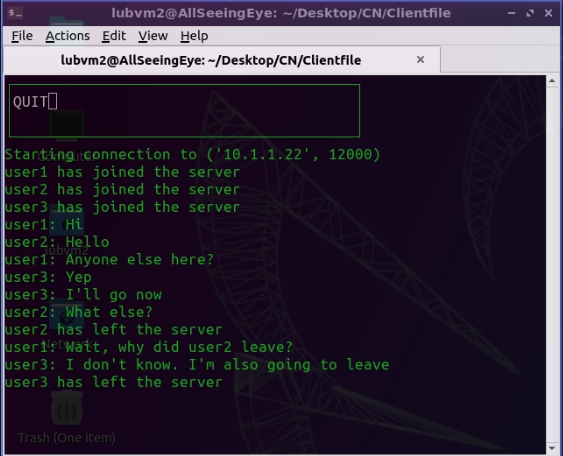 lubvm2@AllSeeingEye: ~/Desktop/CN/Clientfile
File Actions Edit View Help
lubvm2@AllSeeingEye: ~/Desktop/CN/Clientfile
QUIT
Starting connection to ('10.1.1.22', 12000)
Computer
user1 has joined the server
user2 has joined the server
user3 has joined the server
user1: Hi
user2: Hello
lubvm2
user1: Anyone else here?
user3: Yep
user3: I'll go now
user2: What else?
user2 has left the server
Network
user1: Wait, why did user2 leave?
user3: I don't know. I'm also going to leave
user3 has left the server
Trash (One item)